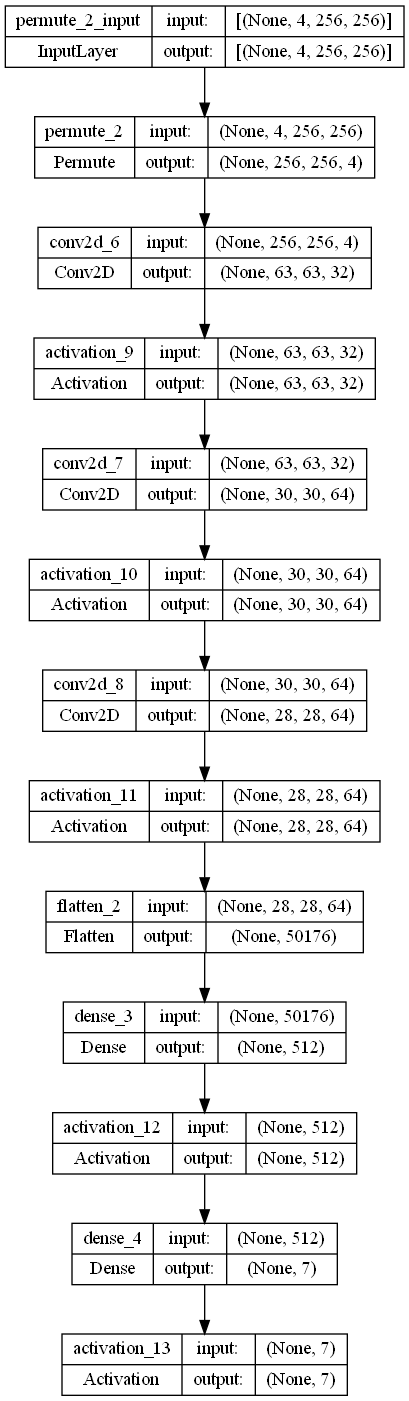 permute_2_input input: [(None, 4, 256, 256)]
InputLayer output: [(None, 4, 256, 256)]
permute_2 input: (None, 4, 256, 256)
Permute output: (None, 256, 256, 4)
conv2d_6 input: (None, 256, 256, 4)
Conv2D output: (None, 63, 63, 32)
activation_9 input: (None, 63, 63, 32)
Activation output: (None, 63, 63, 32)
conv2d_7 input: (None, 63, 63, 32)
Conv2D output: (None, 30, 30, 64)
activation_10 input: (None, 30, 30, 64)
Activation output: (None, 30, 30, 64)
conv2d_8 input: (None, 30, 30, 64)
Conv2D output: (None, 28, 28, 64)
activation_11 input: (None, 28, 28, 64)
Activation output: (None, 28, 28, 64)
flatten_2 input: (None, 28, 28, 64)
Flatten output: (None, 50176)
dense_3 input: (None, 50176)
Dense output: (None, 512)
activation_12 input: (None, 512)
Activation output: (None, 512)
dense_4 input: (None, 512)
Dense output: (None, 7)
activation_13 input: (None, 7)
Activation output: (None, 7)